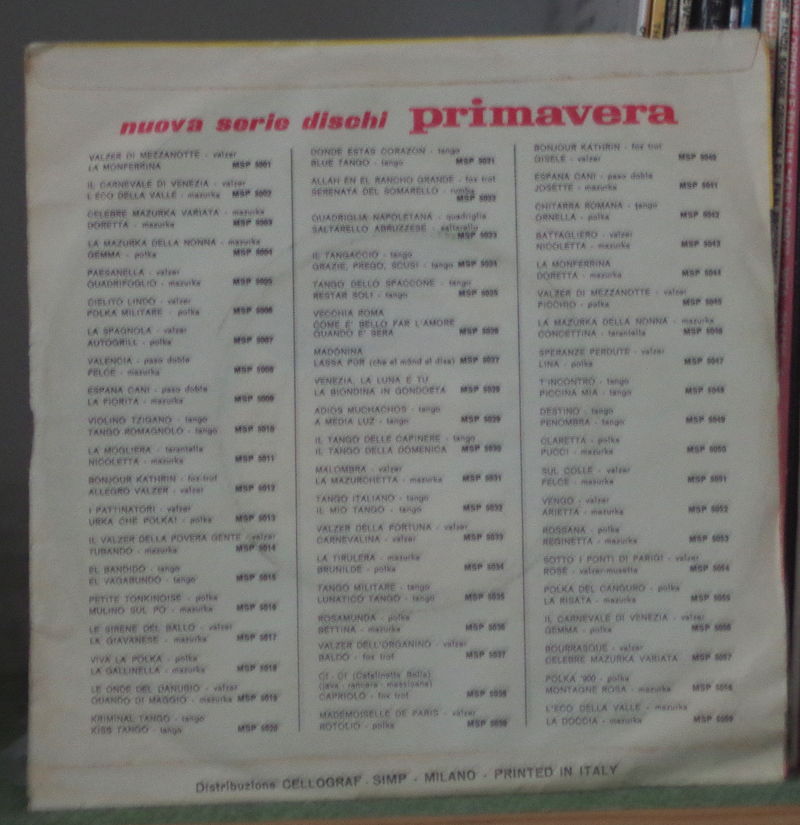 nuova serie dischi primavera
VALZER DI MEZZANOTTE - valzer
LA MONFERRINA MSP 5001
IL CARNEVALE DI VENEZIA - valzer
L'ECO DELLA VALLE - mazurka MSP 5002
CELEBRE MAZURKA VARIATA - mazurka
DORETTA - mazurka MSP 5003
LA MAZURKA DELLA NONNA - mazurka
GEMMA - polka MSP 5004
PAESANELLA - valzer
QUADRIFOGLIO - mazurka MSP 5005
CIELITO LINDO - valzer
POLKA MILITARE - polka MSP 5006
LA SPAGNOLA - valzer
AUTOGRILL - polka MSP 5007
VALENCIA - paso doble
FELCE - mazurka MSP 5008
ESPANA CANI - paso doble
LA FIORITA - mazurka MSP 5009
VIOLINO TZIGANO - tango
TANGO ROMAGNOLO - tango MSP 5010
LA MOGLIERA - tarantella
NICOLETTA - mazurka MSP 5011
BONJOUR KATHRIN - fox-trot
ALLEGRO VALZER - valzer MSP 5012
I PATTINATORI - valzer
URKA CHE POLKA! - polka MSP 5013
IL VALZER DELLA POVERA GENTE - valzer
TUBANDO - mazurka MSP 5014
EL BANDIDO - tango
EL VAGABUNDO - tango MSP 5015
PETITE TONKINOISE - polka
MULINO SUL PO - mazurka MSP 5016
LE SIRENE DEL BALLO - valzer
LA GIAVANESE - mazurka MSP 5017
VIVA LA POLKA - polka
LA GALLINELLA - mazurka MSP 5018
LE ONDE DEL DANUBIO - valzer
QUANDO DI MAGGIO - mazurka MSP 5019
KRIMINAL TANGO - tango
KISS TANGO - tango MSP 5020
DONDE ESTAS CORAZON - tango
BLUE TANGO - tango MSP 5021
ALLAH EN EL RANCHO GRANDE - fox trot
SERENATA DEL SOMARELLO - rumba
MSP 5022
QUADRIGLIA NAPOLETANA - quadriglia
SALTARELLO ABRUZZESE - saltarello
MSP 5023
IL TANGACCIO - tango
GRAZIE, PREGO, SCUSI - tango MSP 5024
TANGO DELLO SPACCONE - tango
RESTAR SOLI - tango MSP 5025
VECCHIA ROMA
COME E' BELLO FAR L'AMORE
QUANDO E' SERA MSP 5026
MADONINA
LASSA POR (che el mond el disa) MSP 5027
VENEZIA, LA LUNA E TU
LA BIONDINA IN GONDOETA MSP 5028
ADIOS MUCHACHOS - tango
A MEDIA LUZ - tango MSP 5029
IL TANGO DELLE CAPINERE - tango
IL TANGO DELLA DOMENICA MSP 5030
MALOMBRA - valzer
LA MAZURCHETTA - mazurka MSP 5031
TANGO ITALIANO - tango
IL MIO TANGO - tango MSP 5032
VALZER DELLA FORTUNA - valzer
CARNEVALINA - valzer MSP 5033
LA TIRULERA - mazurka
BRUNILDE - polka MSP 5034
TANGO MILITARE - tango
LUNATICO TANGO - tango MSP 5035
ROSAMUNDA - polka
BETTINA - mazurka MSP 5036
VALZER DELL'ORGANINO - valzer
BALDO - fox trot MSP 5037
CI - CI (Catalinetta Bella)
CAPRIOLO - fox trot MSP 5038
MADEMOISELLE DE PARIS - valzer
ROTOLIO - polka MSP 5039
BONJOUR KATHRIN - fox trot
GISELE - valzer MSP 5040
ESPANA CANI - paso doble
JOSETTE - mazurka MSP 5041
CHITARRA ROMANA - tango
ORNELLA - polka MSP 5042
BATTAGLIERO - valzer
NICOLETTA - mazurka MSP 5043
LA MONFERRINA
DORETTA - mazurka MSP 5044
VALZER DI MEZZANOTTE - valzer
PICCHIO - polka MSP 5045
LA MAZURKA DELLA NONNA - mazurka
CONCETTINA - tarantella MSP 5046
SPERANZE PERDUTE - valzer
LINA - polka MSP 5047
T'INCONTRO - tango
PICCINA MIA - tango MSP 5048
DESTINO - tango
PENOMBRA - tango MSP 5049
CLARETTA - polka
PUCCI - mazurka MSP 5050
SUL COLLE - valzer
FELCE - mazurka MSP 5051
VENGO - valzer
ARIETTA - mazurka MSP 5052
ROSSANA - polka
REGINETTA - mazurka MSP 5053
SOTTO I PONTI DI PARIGI - valzer
ROSE - valzer-musetta MSP 5054
POLKA DEL CANGURO - polka
LA RISATA - mazurka MSP 5055
IL CARNEVALE DI VENEZIA - valzer
GEMMA - polka MSP 5056
BOURRASQUE - valzer
CELEBRE MAZURKA VARIATA MSP 5057
POLKA '900 - polka
MONTAGNE ROSA - mazurka MSP 5058
L'ECO DELLA VALLE - mazurka
LA DOCCIA - mazurka MSP 5059
Distribuzione CELLOGRAF - SIMP - MILANO - PRINTED IN ITALY